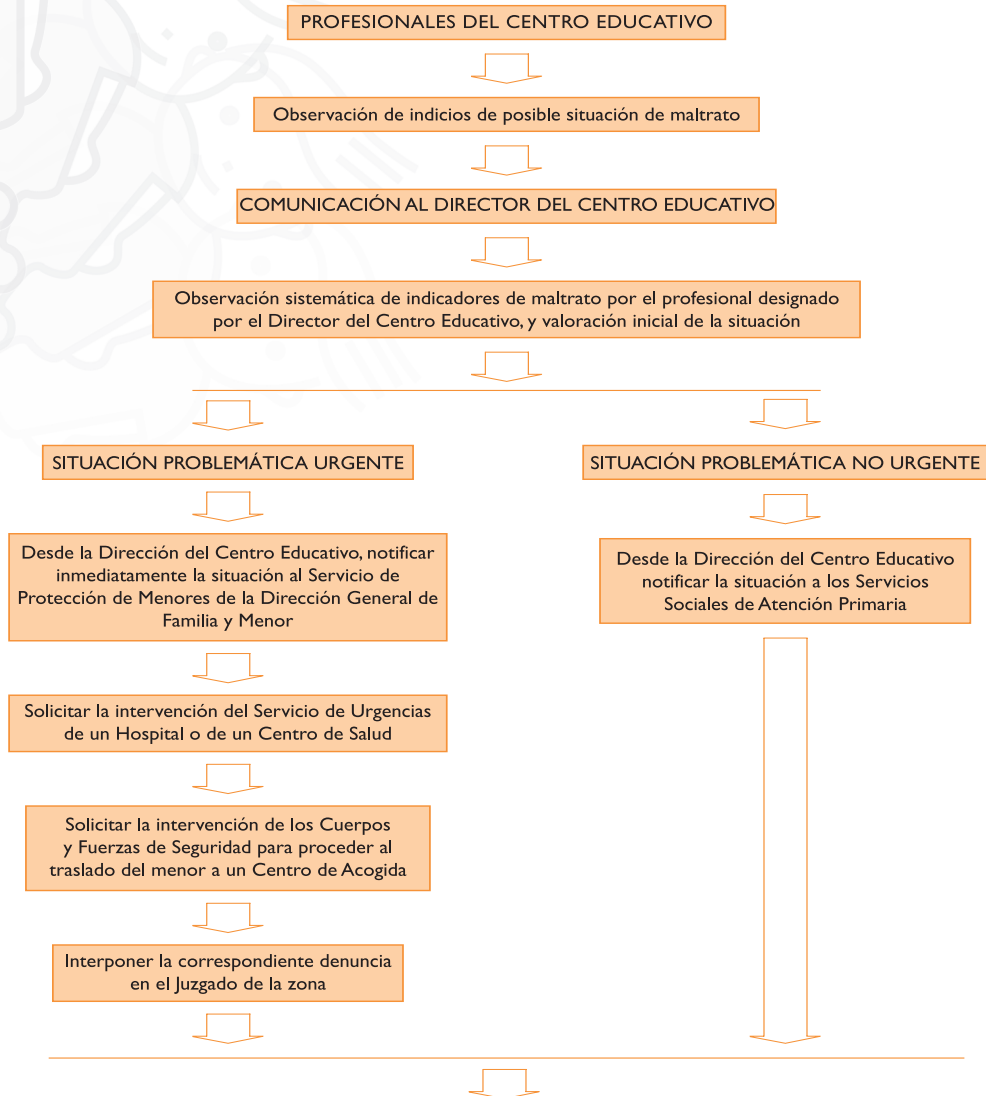 PROFESIONALES DEL CENTRO EDUCATIVO
Observación de indicios de posible situación de maltrato
COMUNICACIÓN AL DIRECTOR DEL CENTRO EDUCATIVO
Observación sistemática de indicadores de maltrato por el profesional designado
por el Director del Centro Educativo, y valoración inicial de la situación
SITUACIÓN PROBLEMÁTICA URGENTE
Desde la Dirección del Centro Educativo, notificar
inmediatamente la situación al Servicio de
Protección de Menores de la Dirección General de
Familia y Menor
Solicitar la intervención del Servicio de Urgencias
de un Hospital o de un Centro de Salud
Solicitar la intervención de los Cuerpos
y Fuerzas de Seguridad para proceder al
traslado del menor a un Centro de Acogida
Interponer la correspondiente denuncia
en el Juzgado de la zona
SITUACIÓN PROBLEMÁTICA NO URGENTE
Desde la Dirección del Centro Educativo
notificar la situación a los Servicios
Sociales de Atención Primaria